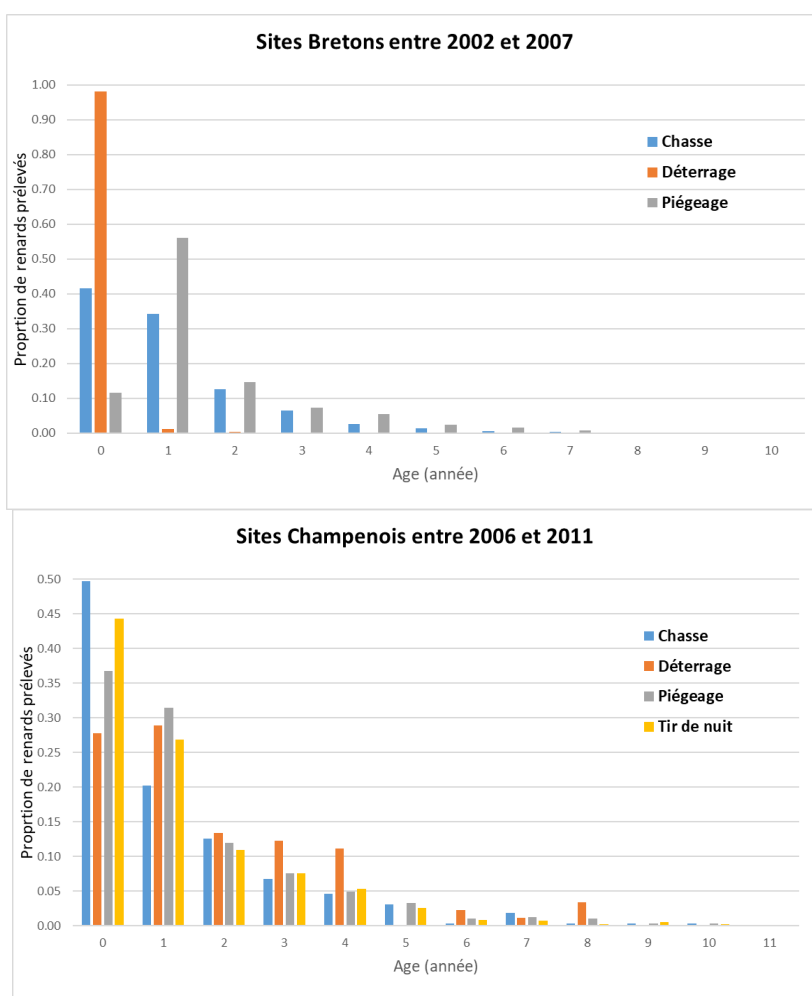 Sites Bretons entre 2002 et 2007
Proprtion de renards prélevés
1.00
0.90
0.80
0.70
0.60
0.50
0.40
0.30
0.20
0.10
0.00
Chasse
Déterrage
Piégeage
0 1 2 3 4 5 6 7 8 9 10
Age (année)
Sites Champenois entre 2006 et 2011
Proprtion de renards prélevés
0.50
0.45
0.40
0.35
0.30
0.25
0.20
0.15
0.10
0.05
0.00
Chasse
Déterrage
Piégeage
Tir de nuit
0 1 2 3 4 5 6 7 8 9 10 11
Age (année)